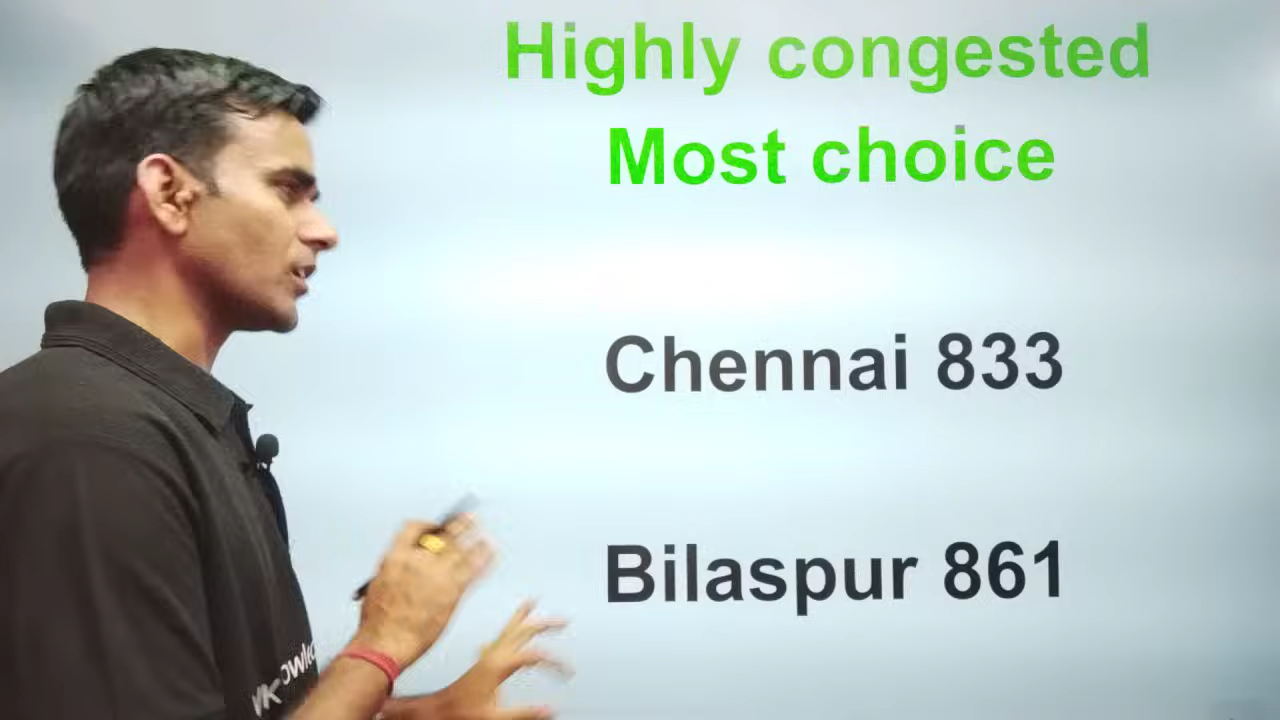 Highly congested
Most choice
Chennai 833
Bilaspur 861